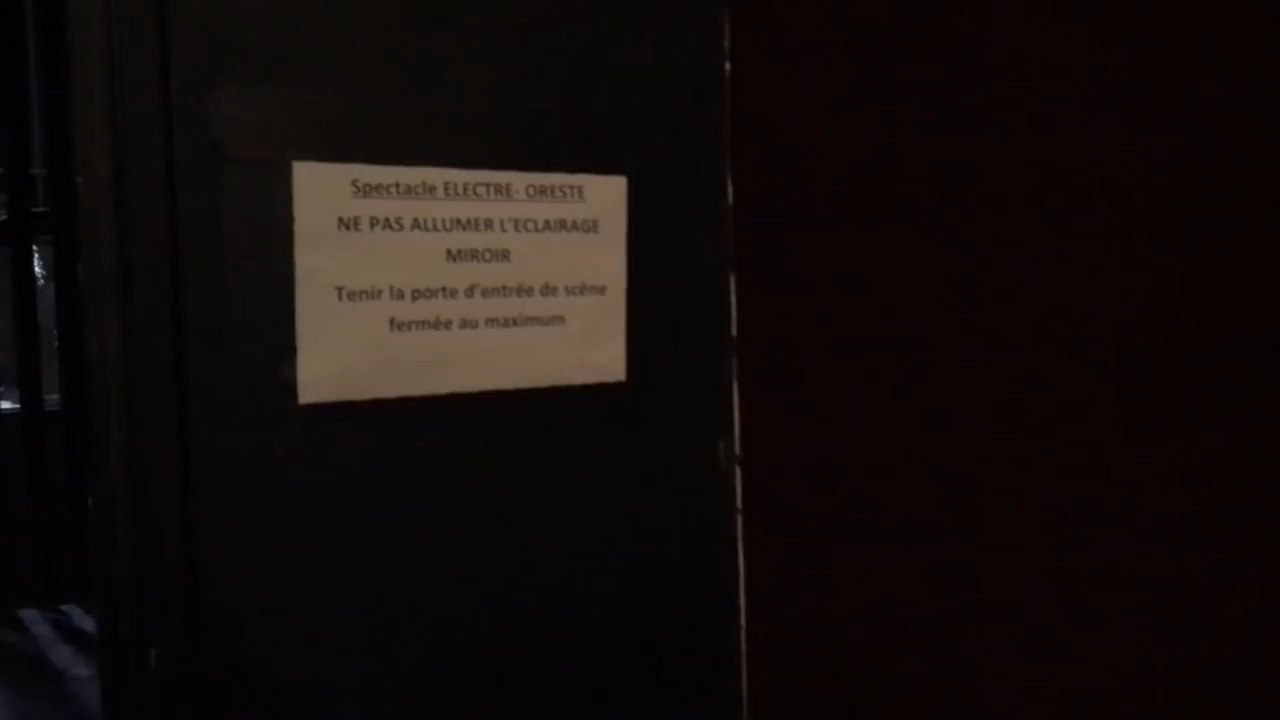 Spectacle ELECTRE- ORESTE
NE PAS ALLUMER L'ECLAIRAGE
MIROIR
Tenir la porte d'entrée de scène
fermée au maximum